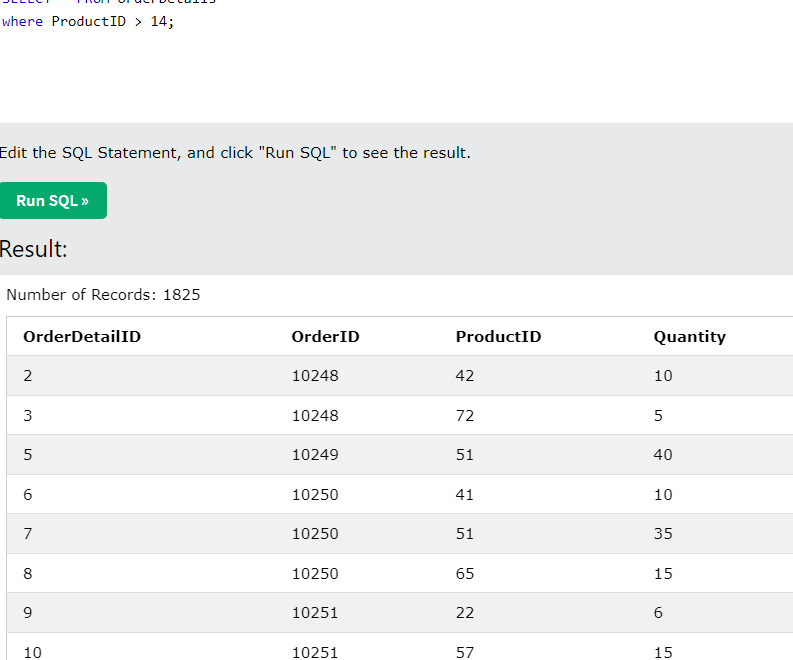 SELECT * FROM OrderDetails
where ProductID > 14;
Edit the SQL Statement, and click "Run SQL" to see the result.
Run SQL »
Result:
Number of Records: 1825
OrderDetailID OrderID ProductID Quantity
2 10248 42 10
3 10248 72 5
5 10249 51 40
6 10250 41 10
7 10250 51 35
8 10250 65 15
9 10251 22 6
10 10251 57 15